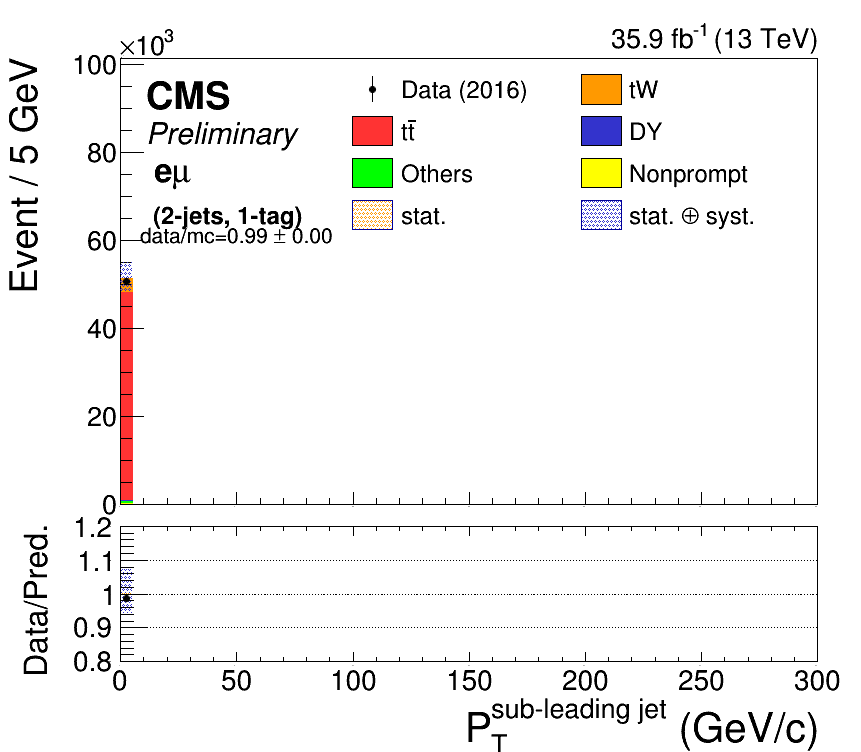 ×10³
35.9 fb⁻¹ (13 TeV)
Event / 5 GeV
100
80
60
40
20
0
CMS
Preliminary
eμ
(2-jets, 1-tag)
data/mc=0.99 ± 0.00
Data (2016)
tt̄
Others
stat.
tW
DY
Nonprompt
stat. ⊕ syst.
Data/Pred.
1.2
1.1
1
0.9
0.8
0 50 100 150 200 250 300
P_T^sub-leading jet (GeV/c)